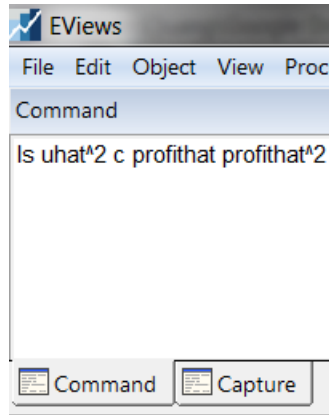 EViews
File Edit Object View Proc
Command
ls uhat^2 c profithat profithat^2
Command Capture